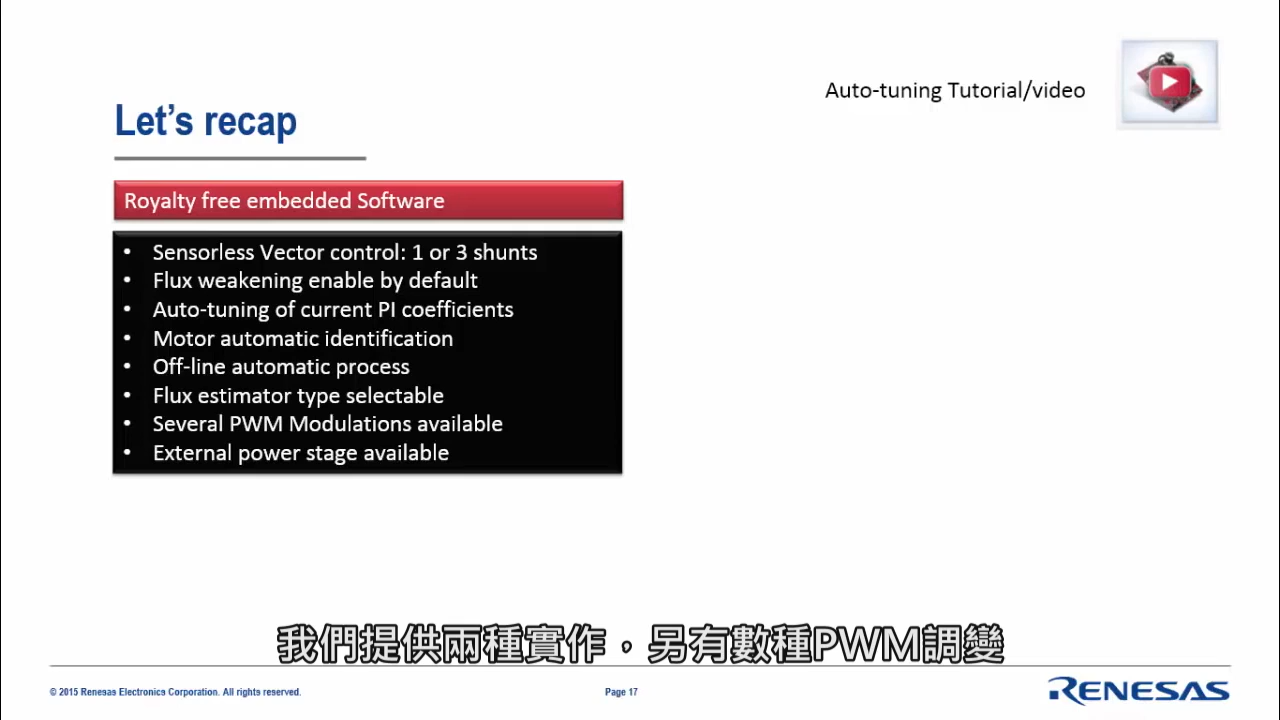 Auto-tuning Tutorial/video
Let's recap
Royalty free embedded Software
• Sensorless Vector control: 1 or 3 shunts
• Flux weakening enable by default
• Auto-tuning of current PI coefficients
• Motor automatic identification
• Off-line automatic process
• Flux estimator type selectable
• Several PWM Modulations available
• External power stage available
我們提供兩種實作，另有數種PWM調變
© 2015 Renesas Electronics Corporation. All rights reserved.
Page 17
RENESAS